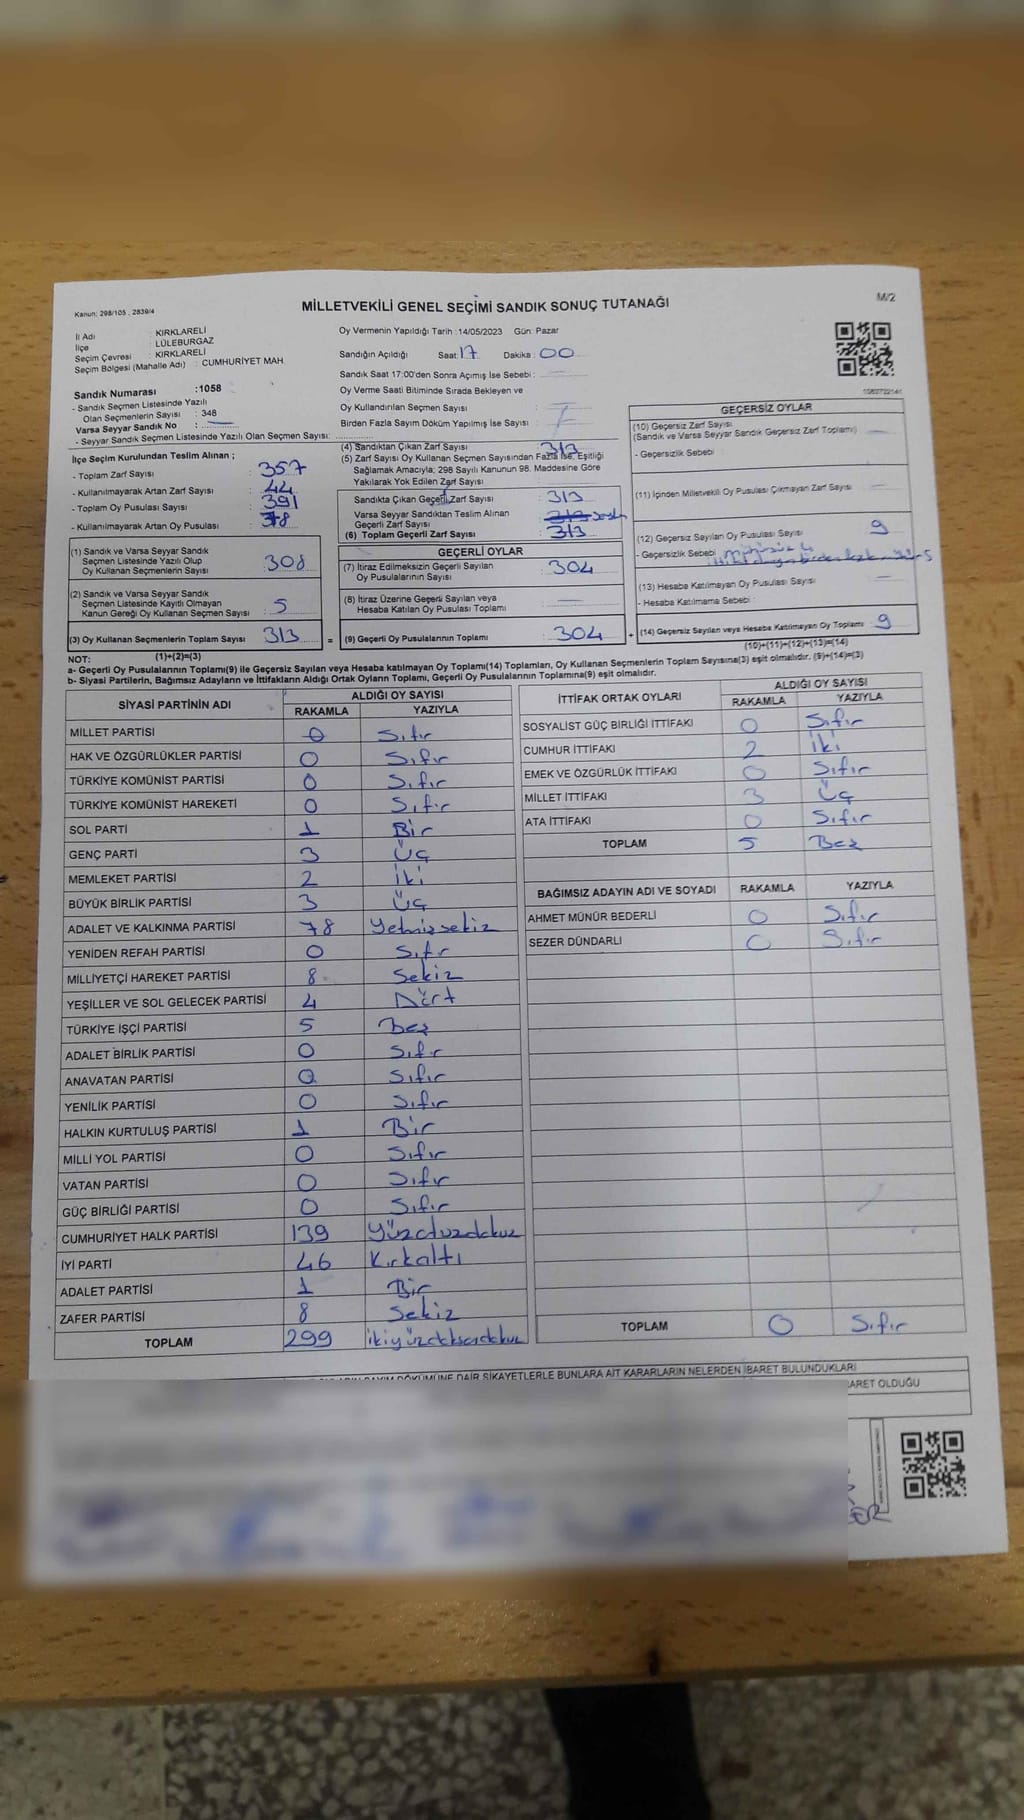 Kanun: 298/105 , 2839/4
MİLLETVEKİLİ GENEL SEÇİMİ SANDIK SONUÇ TUTANAĞI
M/2
İl Adı : KIRKLARELİ
İlçe : LÜLEBURGAZ
Seçim Çevresi : KIRKLARELİ
Seçim Bölgesi (Mahalle Adı) : CUMHURİYET MAH
Sandık Numarası :1058
- Sandık Seçmen Listesinde Yazılı
Olan Seçmenlerin Sayısı : 348
Varsa Seyyar Sandık No :
- Seyyar Sandık Seçmen Listesinde Yazılı Olan Seçmen Sayısı:
Oy Vermenin Yapıldığı Tarih :14/05/2023 Gün: Pazar
Sandığın Açıldığı Saat: 17 Dakika : 00
Sandık Saat 17:00'den Sonra Açımış İse Sebebi :
Oy Verme Saati Bitiminde Sırada Bekleyen ve
Oy Kullandırılan Seçmen Sayısı :
Birden Fazla Sayım Döküm Yapılmış İse Sayısı :
İlçe Seçim Kurulundan Teslim Alınan ;
- Toplam Zarf Sayısı : 357
- Kullanılmayarak Artan Zarf Sayısı : 44
- Toplam Oy Pusulası Sayısı : 391
- Kullanılmayarak Artan Oy Pusulası : 78
(1) Sandık ve Varsa Seyyar Sandık
Seçmen Listesinde Yazılı Olup
Oy Kullanan Seçmenlerin Sayısı : 308
(2) Sandık ve Varsa Seyyar Sandık
Seçmen Listesinde Kayıtlı Olmayan
Kanun Gereği Oy Kullanan Seçmen Sayısı : 5
(3) Oy Kullanan Seçmenlerin Toplam Sayısı : 313 =
(1)+(2)=(3)
(4) Sandıktan Çıkan Zarf Sayısı : 313
(5) Zarf Sayısı Oy Kullanan Seçmen Sayısından Fazla İse, Eşitliği
Sağlamak Amacıyla; 298 Sayılı Kanunun 98. Maddesine Göre
Yakılarak Yok Edilen Zarf Sayısı :
Sandıkta Çıkan Geçerli Zarf Sayısı : 313
Varsa Seyyar Sandıktan Teslim Alınan
Geçerli Zarf Sayısı :
(6) Toplam Geçerli Zarf Sayısı : 313
GEÇERLİ OYLAR
(7) İtiraz Edilmeksizin Geçerli Sayılan
Oy Pusulalarının Sayısı : 304
(8) İtiraz Üzerine Geçerli Sayılan veya
Hesaba Katılan Oy Pusulası Toplamı :
(9) Geçerli Oy Pusulalarının Toplamı : 304 +
GEÇERSİZ OYLAR
(10) Geçersiz Zarf Sayısı
(Sandık ve Varsa Seyyar Sandık Geçersiz Zarf Toplamı) :
- Geçersizlik Sebebi :
(11) İçinden Milletvekili Oy Pusulası Çıkmayan Zarf Sayısı :
(12) Geçersiz Sayılan Oy Pusulası Sayısı : 9
- Geçersizlik Sebebi
(13) Hesaba Katılmayan Oy Pusulası Sayısı :
- Hesaba Katılmama Sebebi :
(14) Geçersiz Sayılan veya Hesaba Katılmayan Oy Toplamı : 9
(10)+(11)+(12)+(13)=(14)
NOT:
a- Geçerli Oy Pusulalarının Toplamı(9) ile Geçersiz Sayılan veya Hesaba katılmayan Oy Toplamı(14) Toplamları, Oy Kullanan Seçmenlerin Toplam Sayısına(3) eşit olmalıdır. (9)+(14)=(3)
b- Siyasi Partilerin, Bağımsız Adayların ve İttifakların Aldığı Ortak Oyların Toplamı, Geçerli Oy Pusulalarının Toplamına(9) eşit olmalıdır.
SİYASİ PARTİNİN ADI ALDIĞI OY SAYISI
RAKAMLA YAZIYLA
MİLLET PARTİSİ 0 Sıfır
HAK VE ÖZGÜRLÜKLER PARTİSİ 0 Sıfır
TÜRKİYE KOMÜNİST PARTİSİ 0 Sıfır
TÜRKİYE KOMÜNİST HAREKETİ 0 Sıfır
SOL PARTİ 1 Bir
GENÇ PARTİ 3 Üç
MEMLEKET PARTİSİ 2 İki
BÜYÜK BİRLİK PARTİSİ 3 Üç
ADALET VE KALKINMA PARTİSİ 78 Yetmişsekiz
YENİDEN REFAH PARTİSİ 0 Sıfr
MİLLİYETÇİ HAREKET PARTİSİ 8 Sekiz
YEŞİLLER VE SOL GELECEK PARTİSİ 4 Dört
TÜRKİYE İŞÇİ PARTİSİ 5 Beş
ADALET BİRLİK PARTİSİ 0 Sıfır
ANAVATAN PARTİSİ 0 Sıfır
YENİLİK PARTİSİ 0 Sıfır
HALKIN KURTULUŞ PARTİSİ 1 Bir
MİLLİ YOL PARTİSİ 0 Sıfır
VATAN PARTİSİ 0 Sıfır
GÜÇ BİRLİĞİ PARTİSİ 0 Sıfır
CUMHURİYET HALK PARTİSİ 139 Yüzotuzdokuz
İYİ PARTİ 46 Kırkaltı
ADALET PARTİSİ 1 Bir
ZAFER PARTİSİ 8 Sekiz
TOPLAM 299 ikiyüzdoksandokuz
İTTİFAK ORTAK OYLARI ALDIĞI OY SAYISI
RAKAMLA YAZIYLA
SOSYALİST GÜÇ BİRLİĞİ İTTİFAKI 0 Sıfır
CUMHUR İTTİFAKI 2 İki
EMEK VE ÖZGÜRLÜK İTTİFAKI 0 Sıfır
MİLLET İTTİFAKI 3 Üç
ATA İTTİFAKI 0 Sıfır
TOPLAM 5 Beş
BAĞIMSIZ ADAYIN ADI VE SOYADI RAKAMLA YAZIYLA
AHMET MÜNÜR BEDERLİ 0 Sıfır
SEZER DÜNDARLI 0 Sıfır
TOPLAM 0 Sıfır
DÖKÜMÜNE DAİR ŞİKAYETLERLE BUNLARA AİT KARARLARIN NELERDEN İBARET BULUNDUKLARI
OLDUĞU